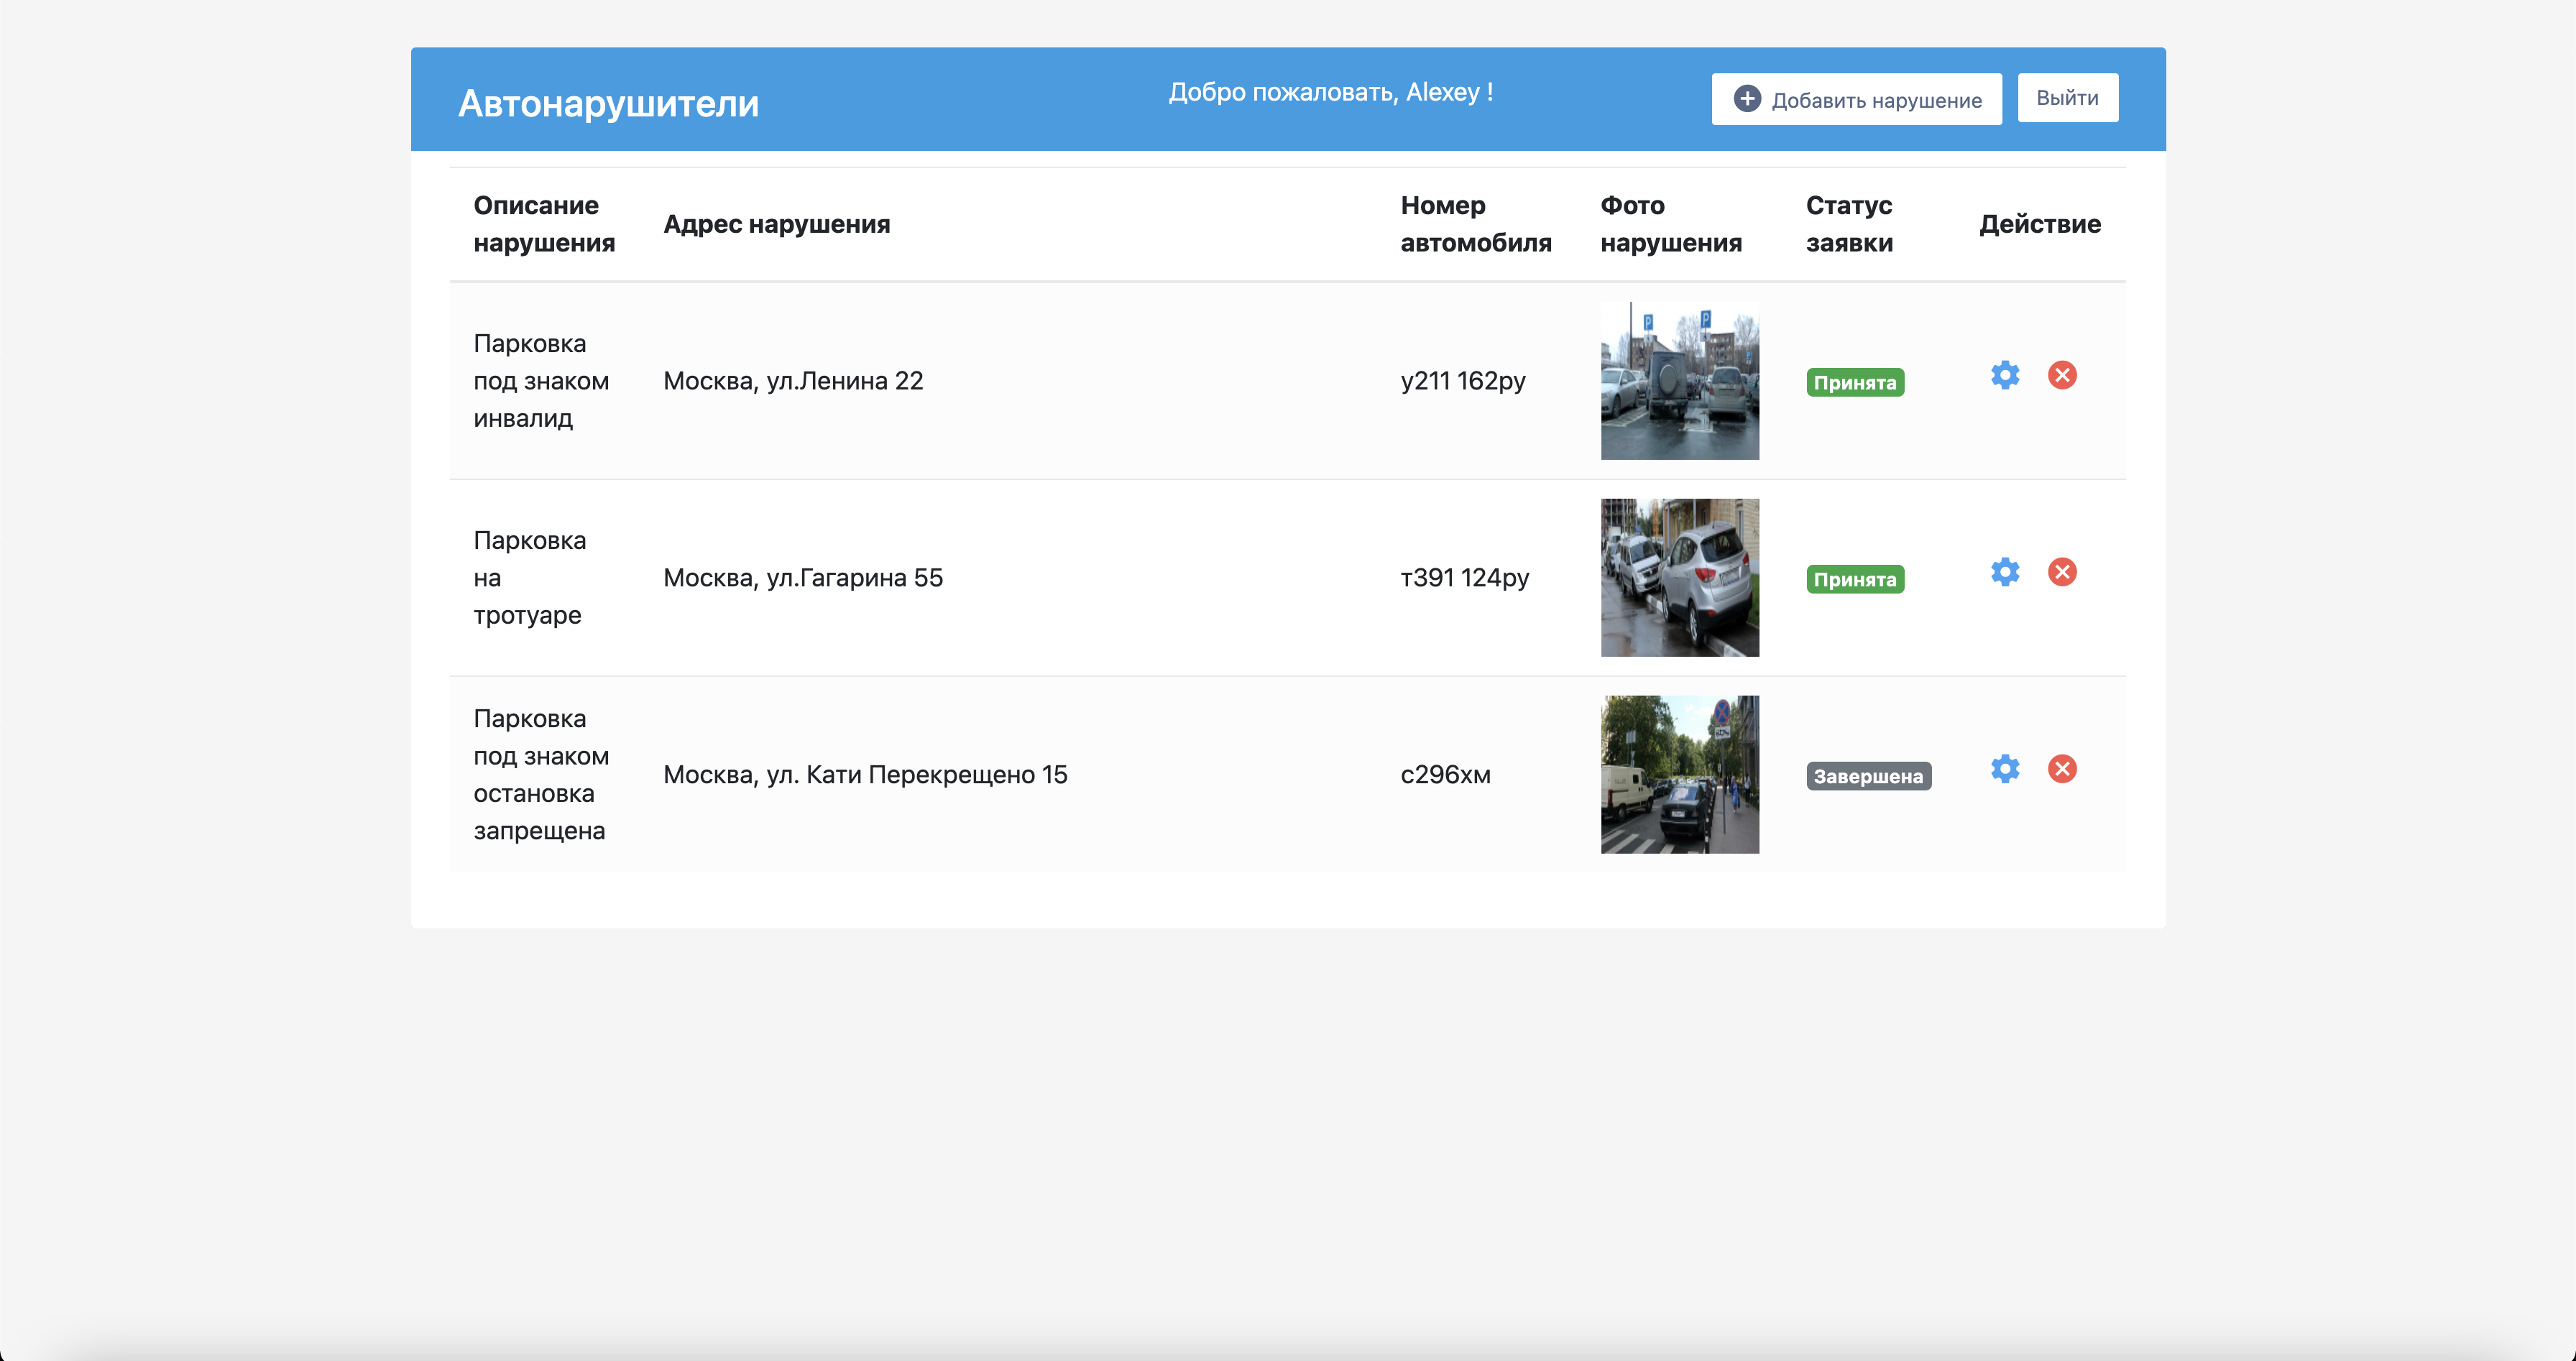 Автонарушители
Добро пожаловать, Alexey !
Добавить нарушение
Выйти
Описание
нарушения
Адрес нарушения
Номер
автомобиля
Фото
нарушения
Статус
заявки
Действие
Парковка
под знаком
инвалид
Москва, ул.Ленина 22
у211 162ру
P
P
Принята
Парковка
на
тротуаре
Москва, ул.Гагарина 55
т391 124ру
Принята
Парковка
под знаком
остановка
запрещена
Москва, ул. Кати Перекрещено 15
с296хм
Завершена